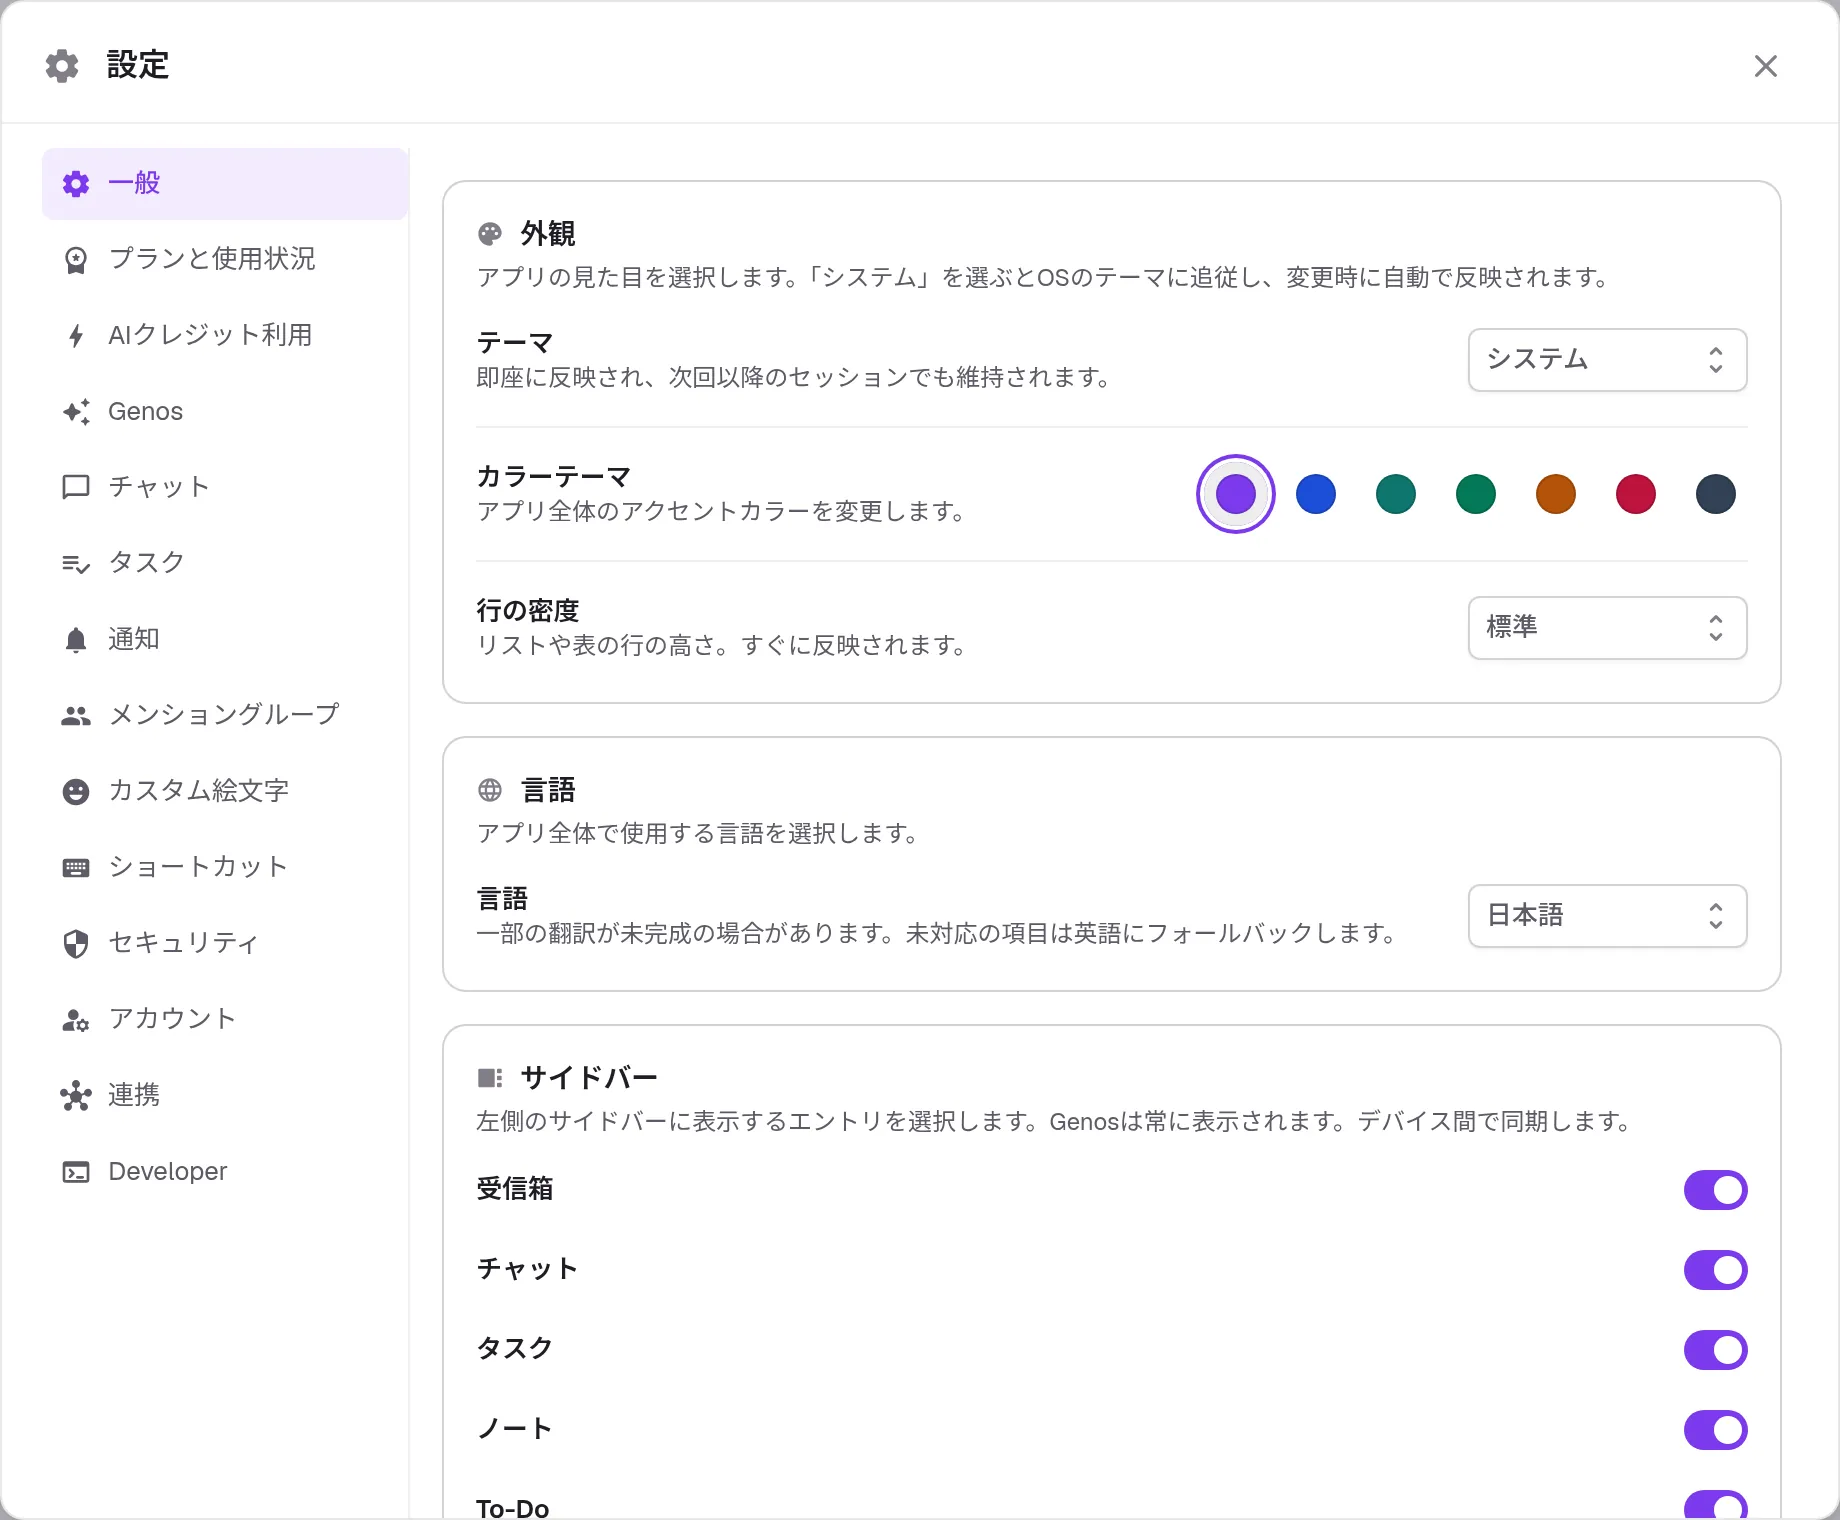 設定
一般
プランと使用状況
AIクレジット利用
Genos
チャット
タスク
通知
メンショングループ
カスタム絵文字
ショートカット
セキュリティ
アカウント
連携
Developer
外観
アプリの見た目を選択します。「システム」を選ぶとOSのテーマに追従し、変更時に自動で反映されます。
テーマ
即座に反映され、次回以降のセッションでも維持されます。
システム
カラーテーマ
アプリ全体のアクセントカラーを変更します。
行の密度
リストや表の行の高さ。すぐに反映されます。
標準
言語
アプリ全体で使用する言語を選択します。
言語
一部の翻訳が未完成の場合があります。未対応の項目は英語にフォールバックします。
日本語
サイドバー
左側のサイドバーに表示するエントリを選択します。Genosは常に表示されます。デバイス間で同期します。
受信箱
チャット
タスク
ノート
To-Do